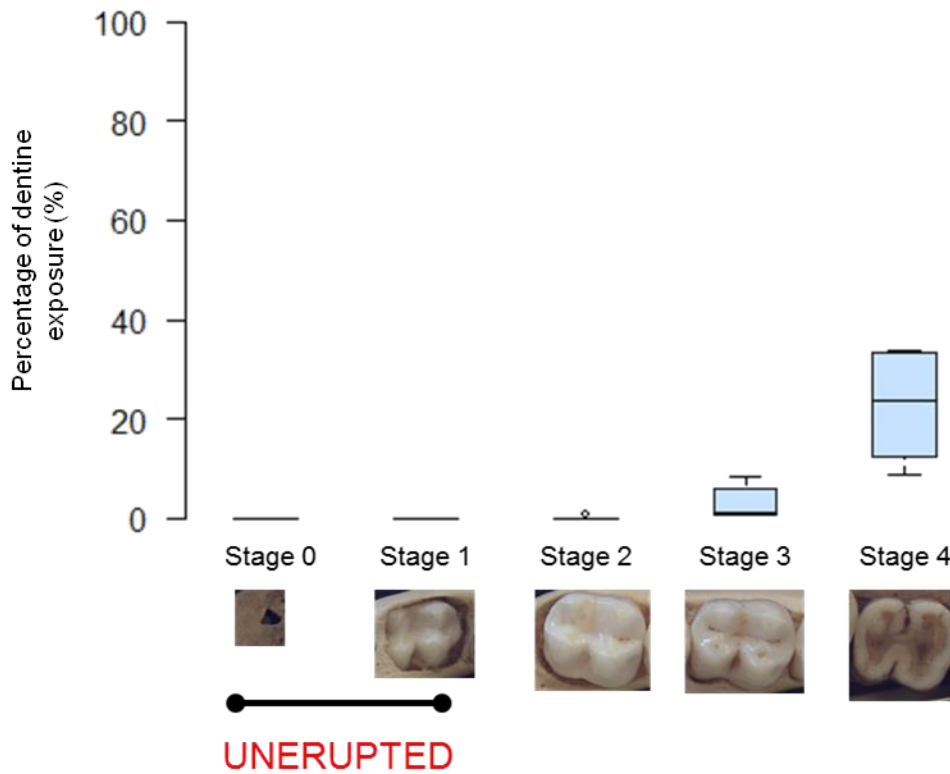 Percentage of dentine
exposure (%)
100
80
60
40
20
0
Stage 0
Stage 1
Stage 2
Stage 3
Stage 4
UNERUPTED